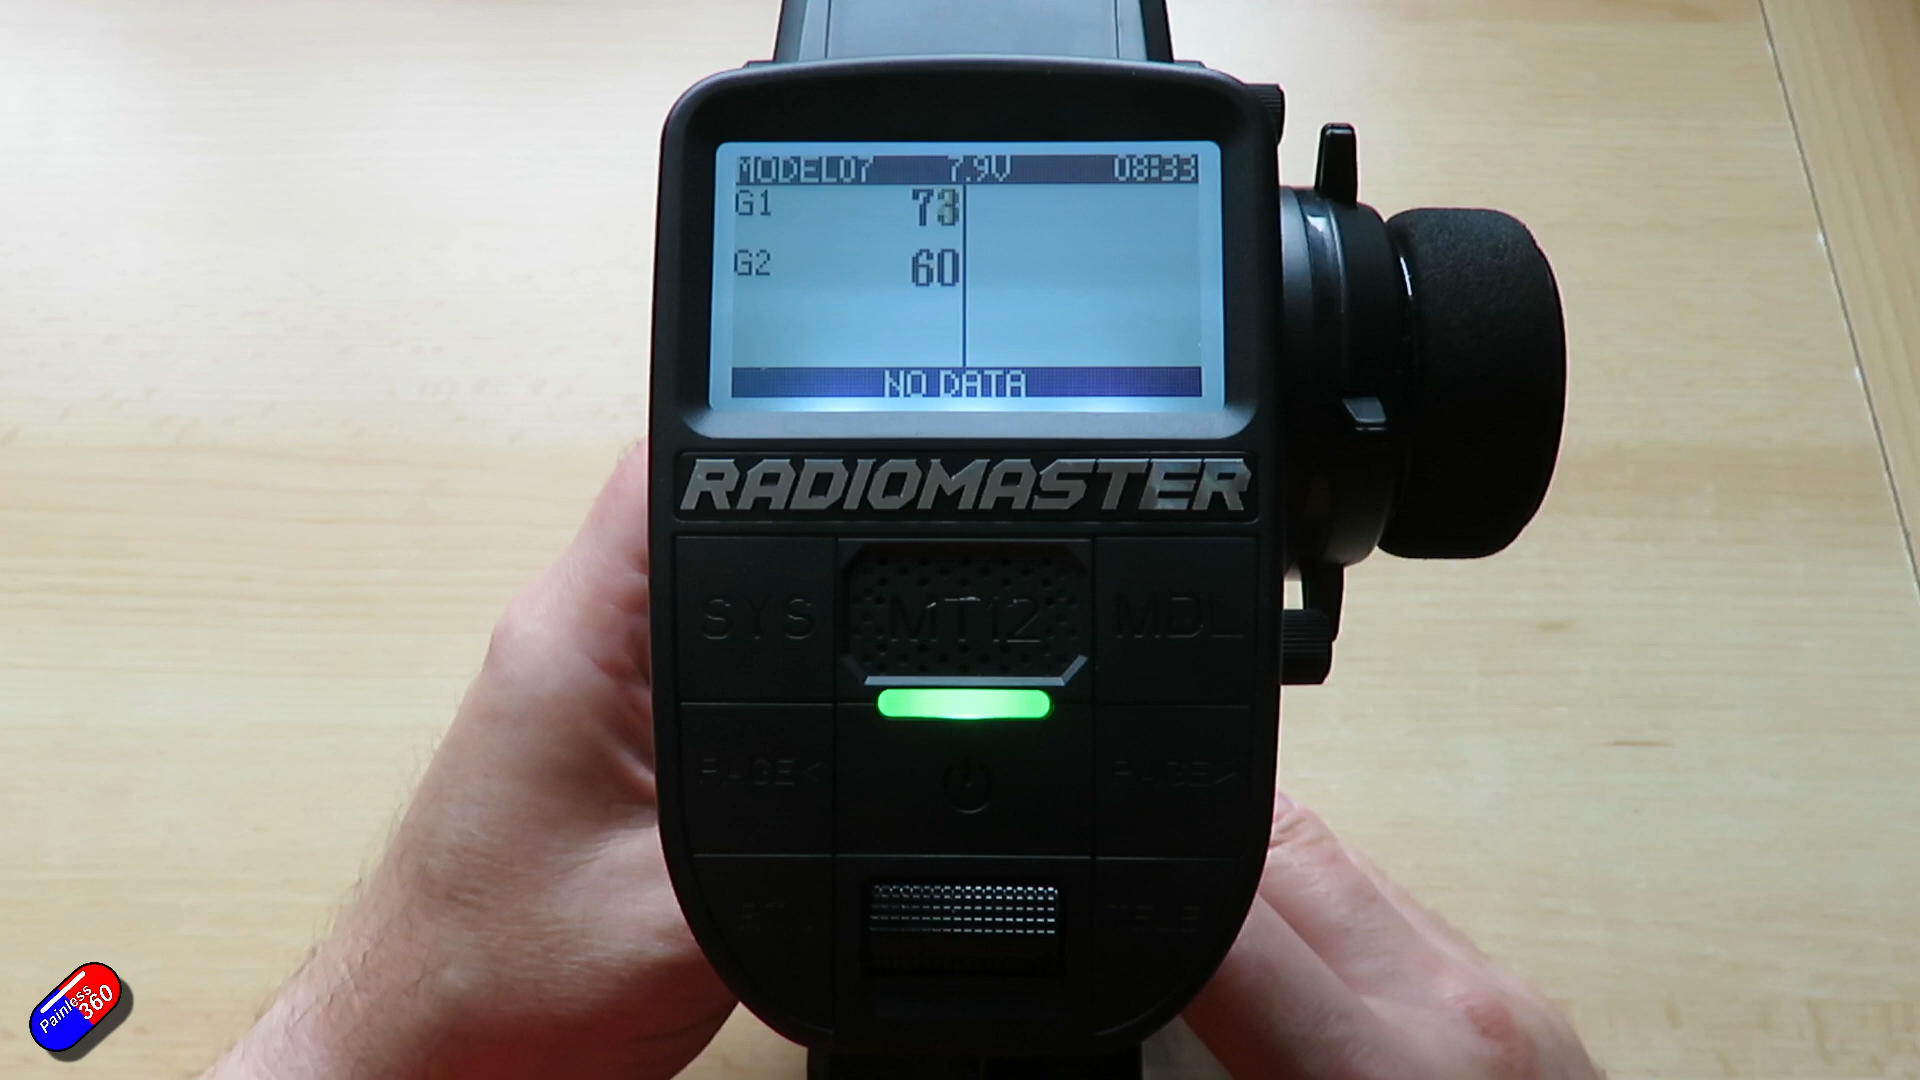 MODEL07 7.9V 08:33
G1 73
G2 60
NO DATA
RADIOMASTER
SYS MT12 MDL
PAGE< PAGE>
TELE
Painless
360